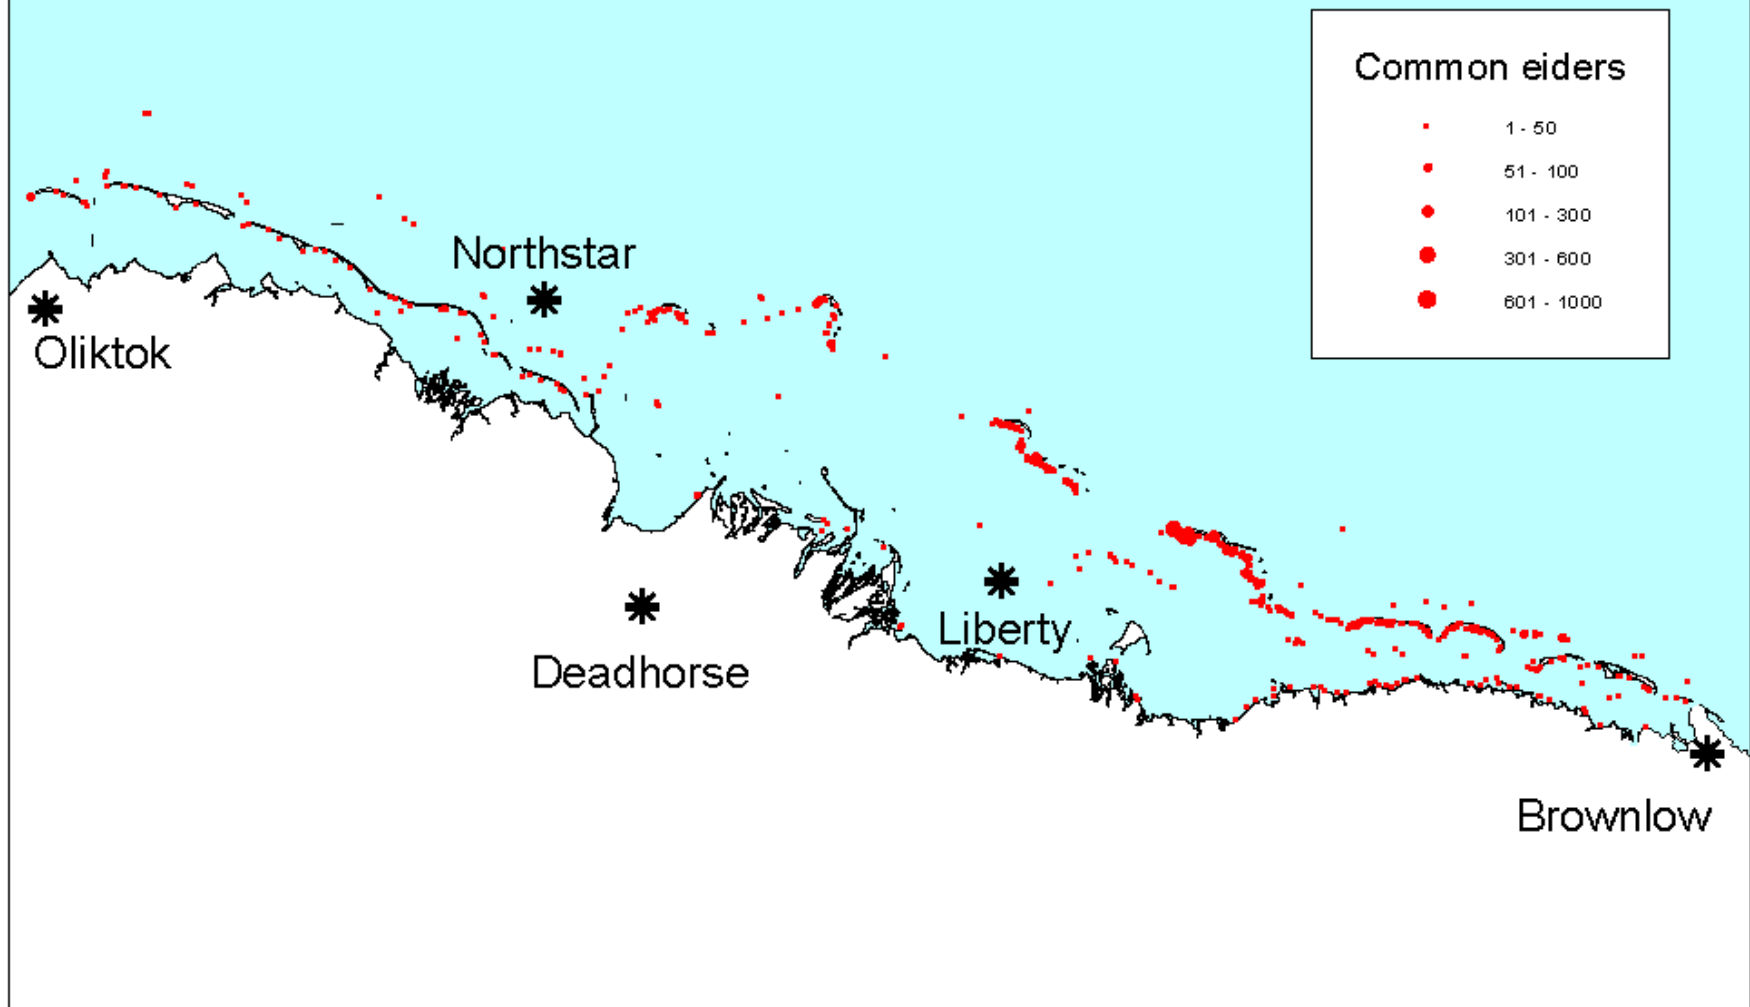 Common eiders
1 - 50
51 - 100
101 - 300
301 - 600
601 - 1000
Northstar
Oliktok
Liberty
Deadhorse
Brownlow